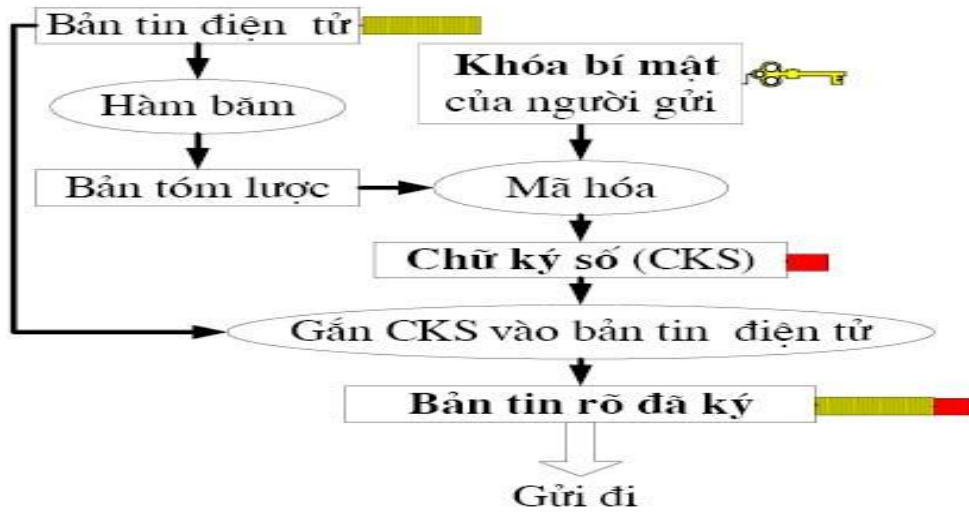 Bản tin điện tử
Khóa bí mật
của người gửi
Hàm băm
Bản tóm lược
Mã hóa
Chữ ký số (CKS)
Gắn CKS vào bản tin điện tử
Bản tin rõ đã ký
Gửi đi